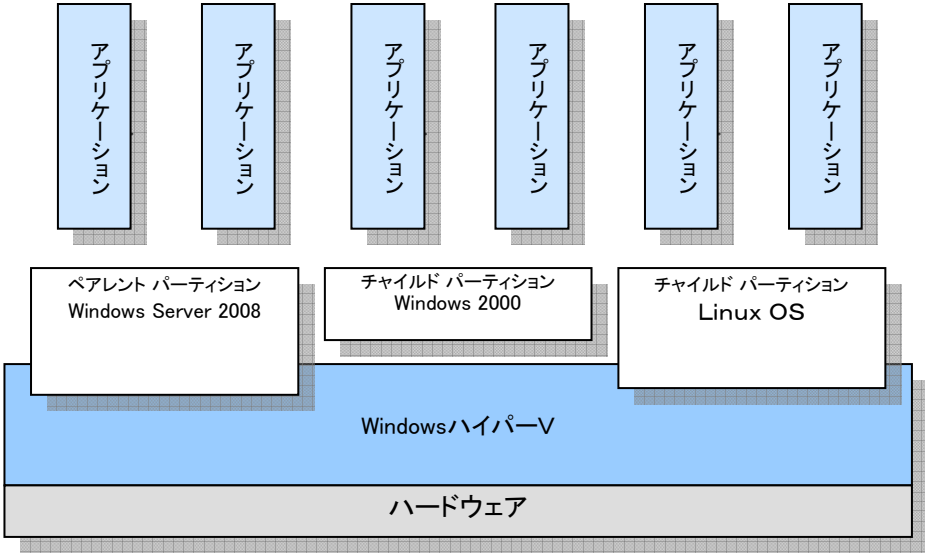 アプリケーション
アプリケーション
アプリケーション
アプリケーション
アプリケーション
アプリケーション
ペアレント パーティション
Windows Server 2008
チャイルド パーティション
Windows 2000
チャイルド パーティション
Linux OS
WindowsハイパーV
ハードウェア